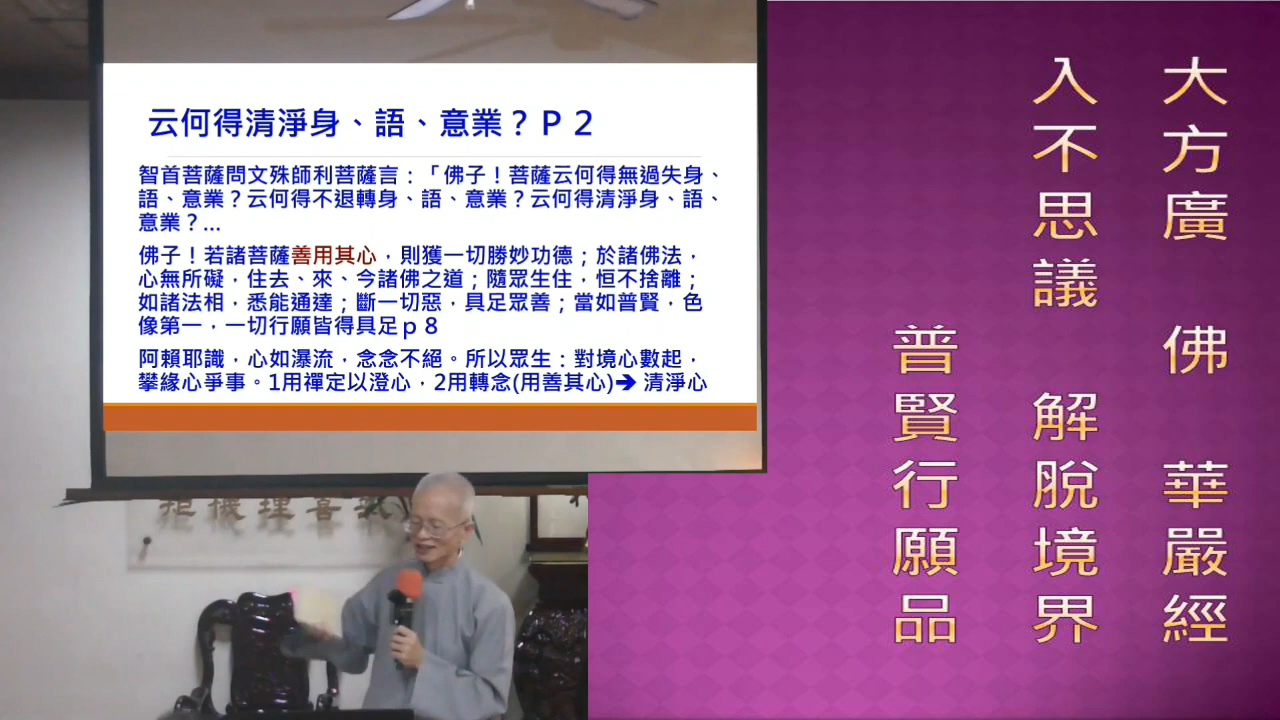 云何得清淨身、語、意業？Ｐ２
智首菩薩問文殊師利菩薩言：「佛子！菩薩云何得無過失身、
語、意業？云何得不退轉身、語、意業？云何得清淨身、語、
意業？...
佛子！若諸菩薩善用其心，則獲一切勝妙功德；於諸佛法，
心無所礙，住去、來、今諸佛之道；隨眾生住，恒不捨離；
如諸法相，悉能通達；斷一切惡，具足眾善；當如普賢，色
像第一，一切行願皆得具足ｐ８
阿賴耶識，心如瀑流，念念不絕。所以眾生：對境心數起，
攀緣心爭事。1用禪定以澄心，2用轉念(用善其心)➔ 清淨心
大方廣 佛 華嚴經
入不思議 解脫境界
普賢行願品